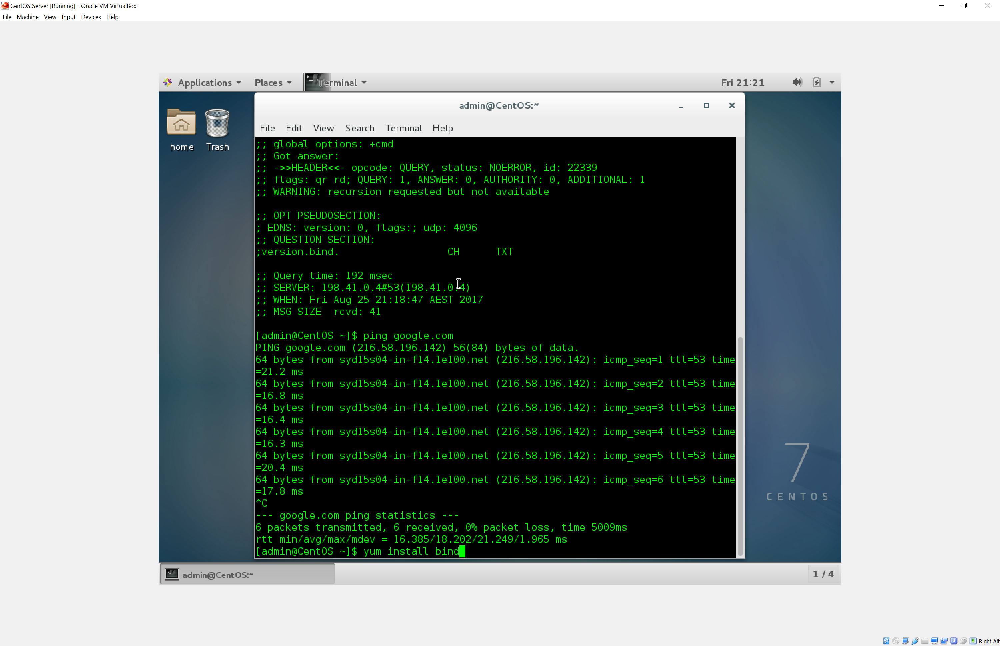 CentOS Server [Running] - Oracle VM VirtualBox
File Machine View Input Devices Help
Applications Places Terminal Fri 21:21
admin@CentOS:~
File Edit View Search Terminal Help
home Trash
;; global options: +cmd
;; Got answer:
;; ->>HEADER<<- opcode: QUERY, status: NOERROR, id: 22339
;; flags: qr rd; QUERY: 1, ANSWER: 0, AUTHORITY: 0, ADDITIONAL: 1
;; WARNING: recursion requested but not available
;; OPT PSEUDOSECTION:
; EDNS: version: 0, flags:; udp: 4096
;; QUESTION SECTION:
;version.bind. CH TXT
;; Query time: 192 msec
;; SERVER: 198.41.0.4#53(198.41.0.4)
;; WHEN: Fri Aug 25 21:18:47 AEST 2017
;; MSG SIZE rcvd: 41
[admin@CentOS ~]$ ping google.com
PING google.com (216.58.196.142) 56(84) bytes of data.
64 bytes from syd15s04-in-f14.1e100.net (216.58.196.142): icmp_seq=1 ttl=53 time
=21.2 ms
64 bytes from syd15s04-in-f14.1e100.net (216.58.196.142): icmp_seq=2 ttl=53 time
=16.8 ms
64 bytes from syd15s04-in-f14.1e100.net (216.58.196.142): icmp_seq=3 ttl=53 time
=16.4 ms
64 bytes from syd15s04-in-f14.1e100.net (216.58.196.142): icmp_seq=4 ttl=53 time
=16.3 ms
64 bytes from syd15s04-in-f14.1e100.net (216.58.196.142): icmp_seq=5 ttl=53 time
=20.4 ms
64 bytes from syd15s04-in-f14.1e100.net (216.58.196.142): icmp_seq=6 ttl=53 time
=17.8 ms
^C
--- google.com ping statistics ---
6 packets transmitted, 6 received, 0% packet loss, time 5009ms
rtt min/avg/max/mdev = 16.385/18.202/21.249/1.965 ms
[admin@CentOS ~]$ yum install bind
7
CENTOS
admin@CentOS:~ 1 / 4
Right Alt